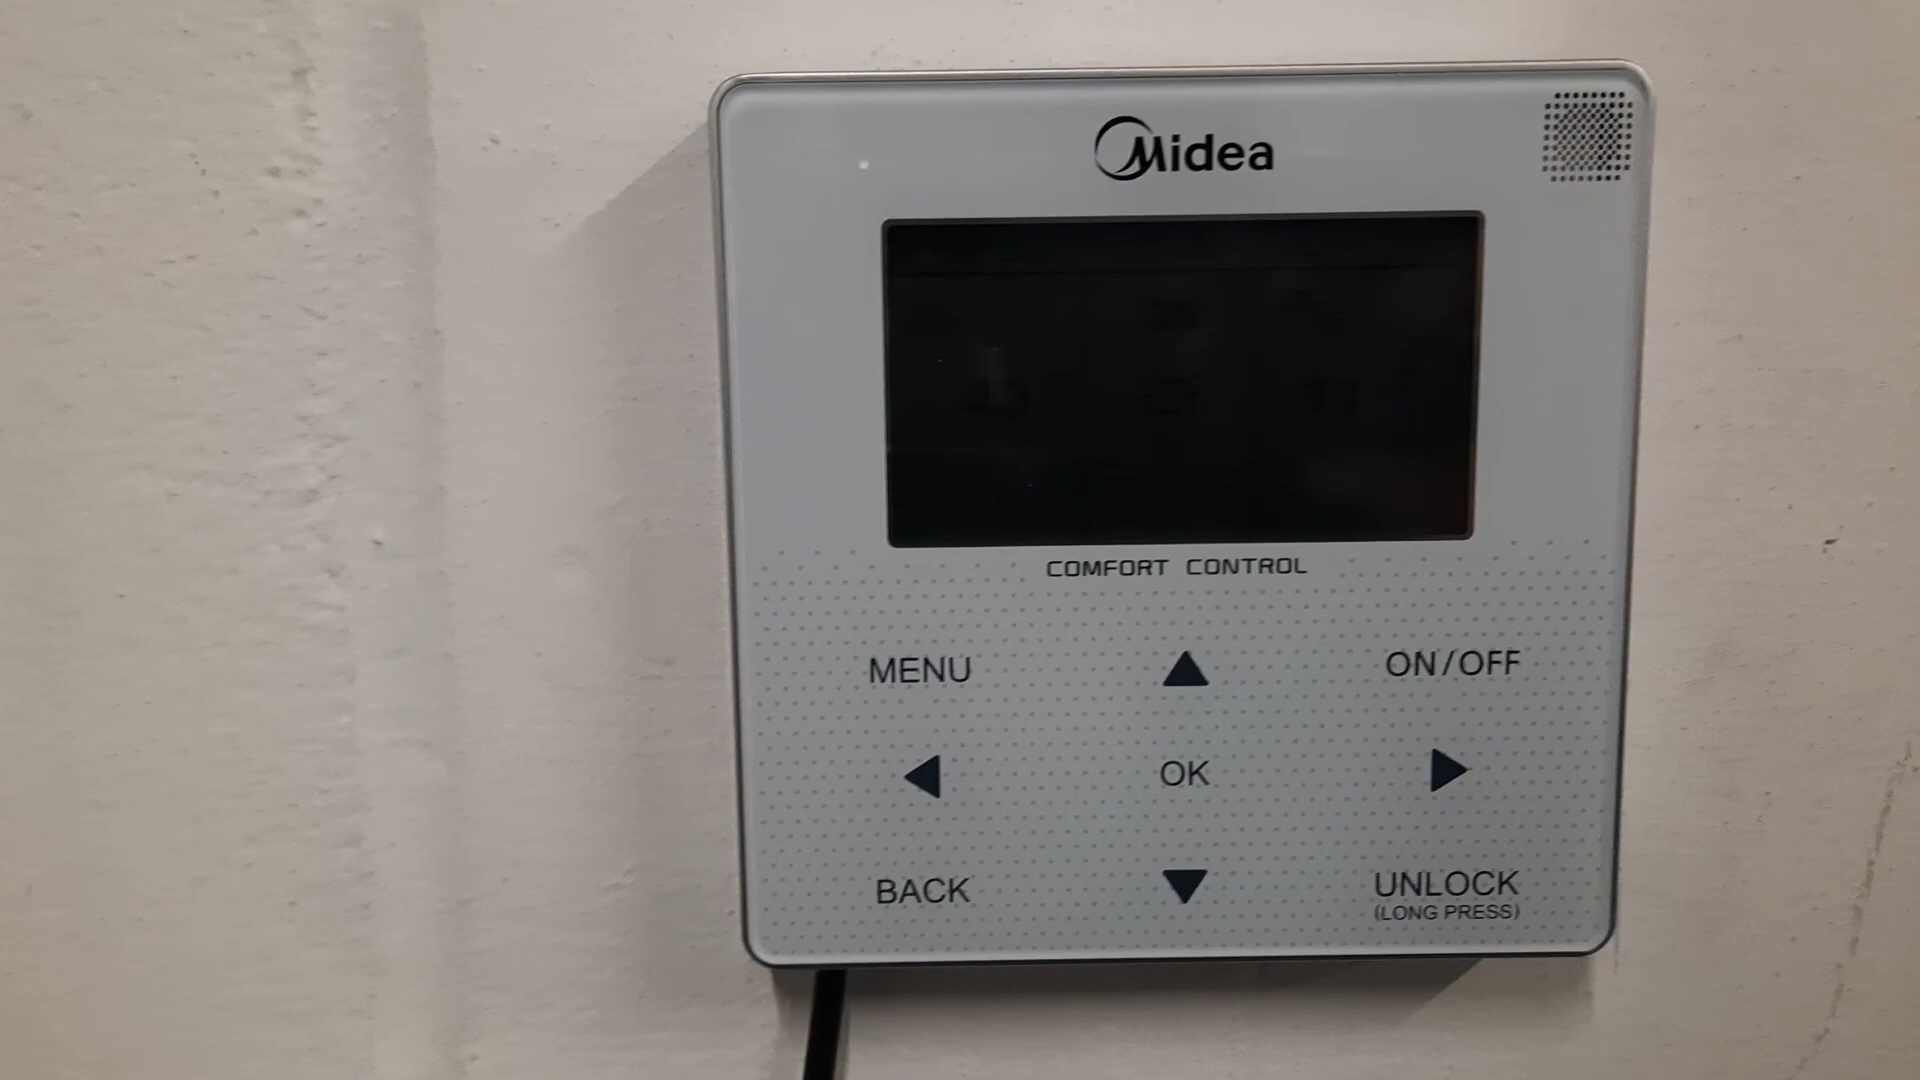 Midea
COMFORT CONTROL
MENU
ON/OFF
OK
BACK
UNLOCK
(LONG PRESS)